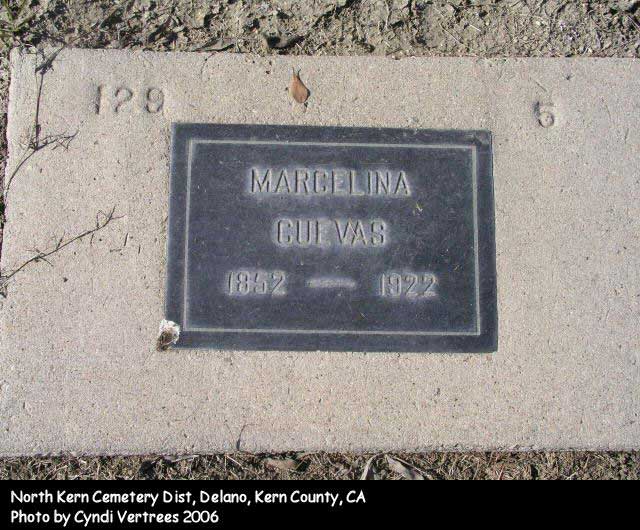 129 5
MARCELINA
CUEVAS
1852 — 1922
North Kern Cemetery Dist, Delano, Kern County, CA
Photo by Cyndi Vertrees 2006